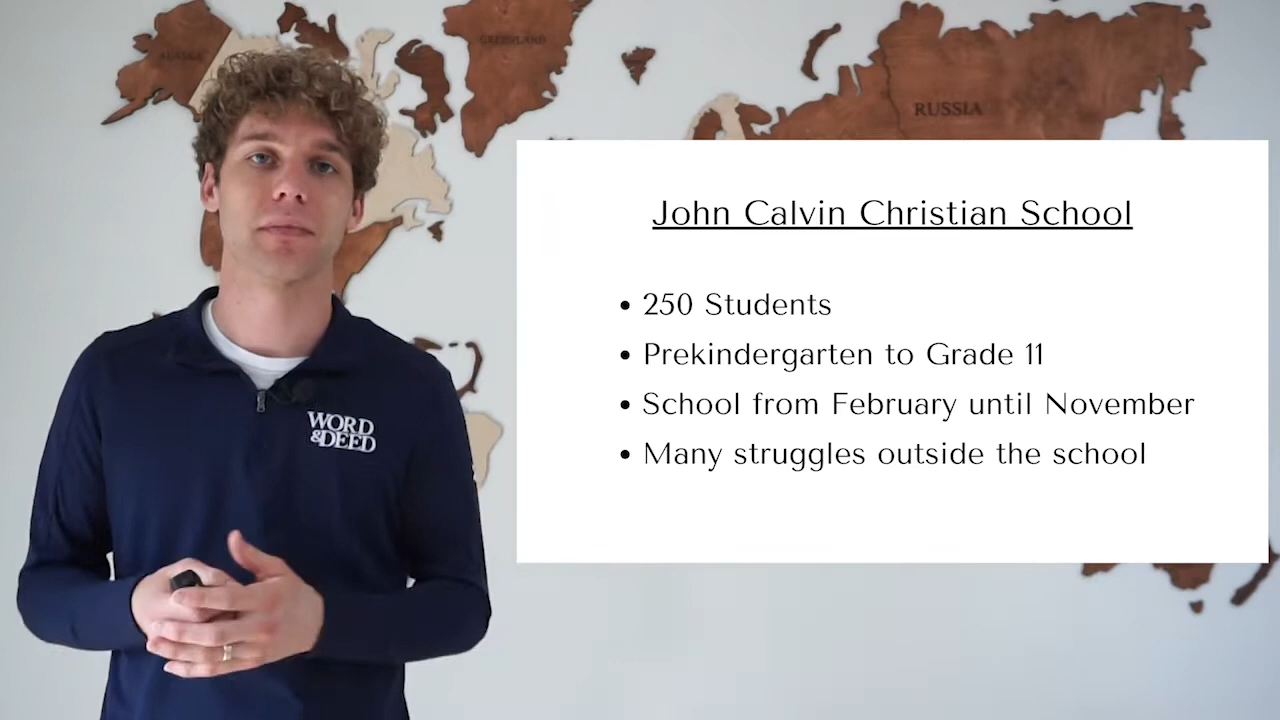 ALASKA
GREENLAND
RUSSIA
John Calvin Christian School
• 250 Students
• Prekindergarten to Grade 11
• School from February until November
• Many struggles outside the school
WORD
&DEED